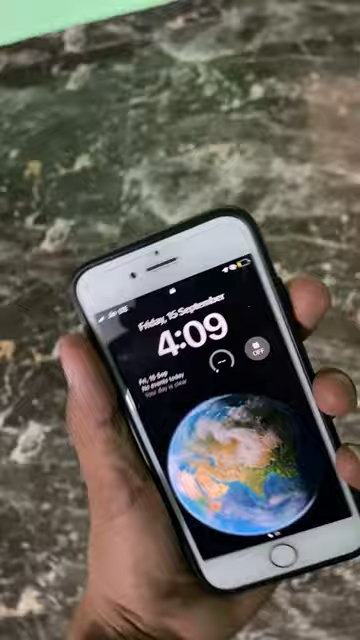 Friday, 15 September
4:09
Fri, 15 Sep
No events today
Your day is clear
OFF